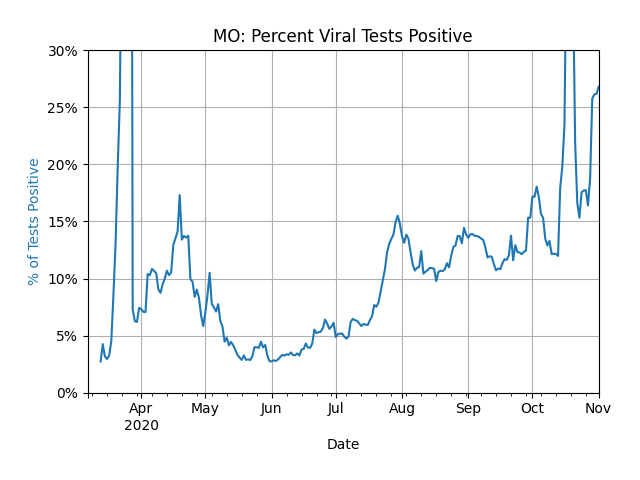 MO: Percent Viral Tests Positive
% of Tests Positive
30%
25%
20%
15%
10%
5%
0%
Apr May Jun Jul Aug Sep Oct Nov
2020
Date